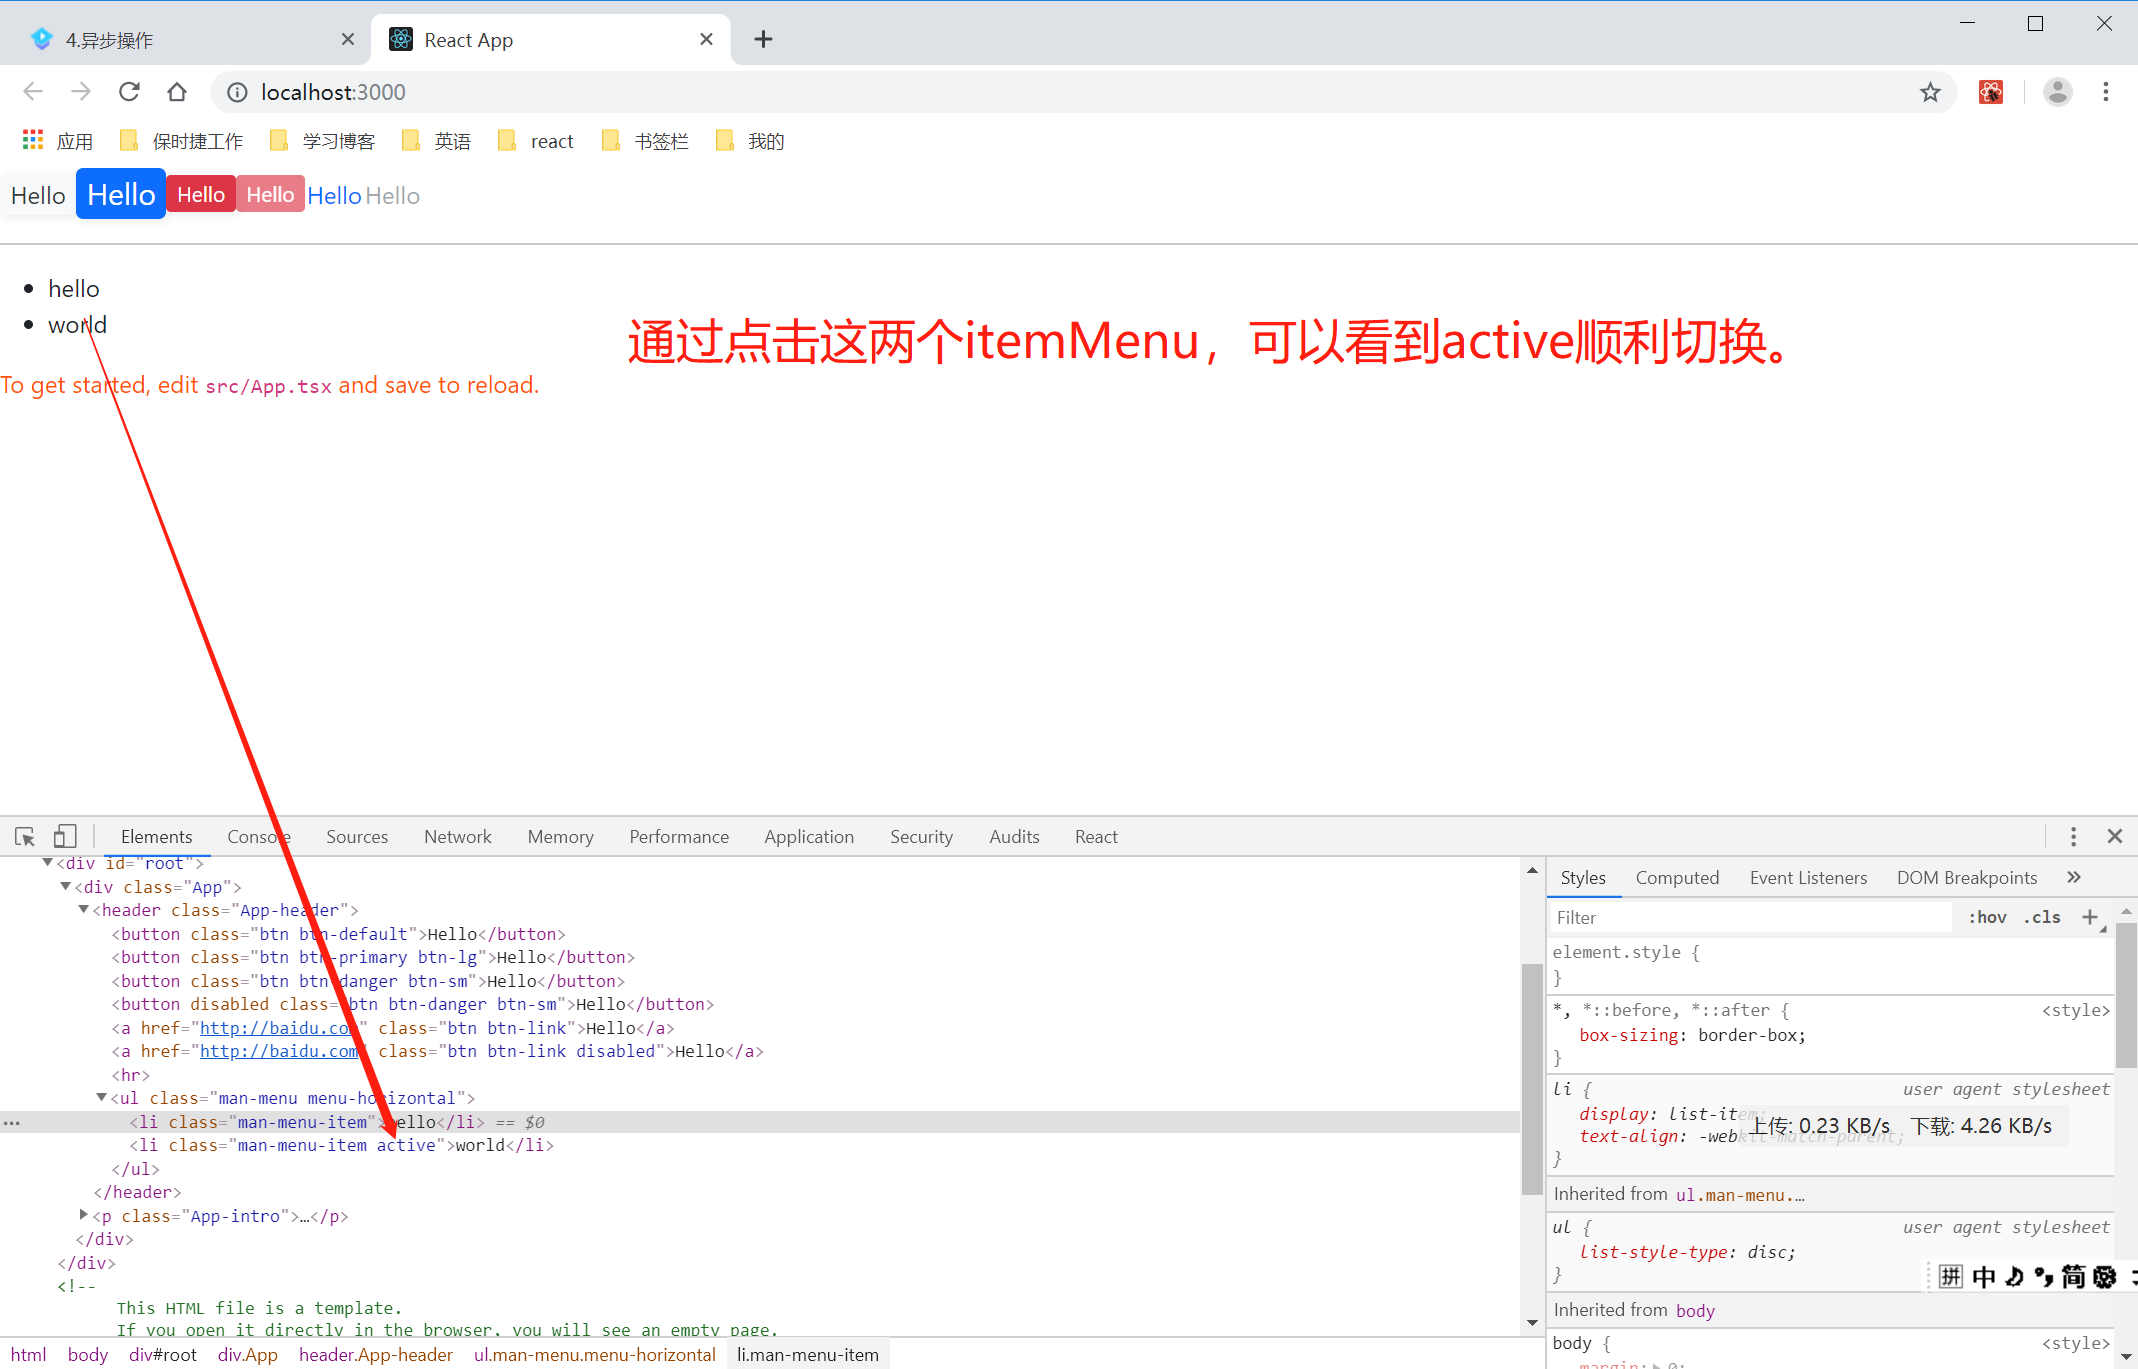 4.异步操作
React App
localhost:3000
应用 保时捷工作 学习博客 英语 react 书签栏 我的
Hello Hello Hello Hello Hello Hello
hello
world
通过点击这两个itemMenu，可以看到active顺利切换。
To get started, edit src/App.tsx and save to reload.
Elements Console Sources Network Memory Performance Application Security Audits React
<div id="root">
<div class="App">
<header class="App-header">
<button class="btn btn-default">Hello</button>
<button class="btn btn-primary btn-lg">Hello</button>
<button class="btn btn-danger btn-sm">Hello</button>
<button disabled class="btn btn-danger btn-sm">Hello</button>
<a href="http://baidu.com" class="btn btn-link">Hello</a>
<a href="http://baidu.com" class="btn btn-link disabled">Hello</a>
<hr>
<ul class="man-menu menu-horizontal">
<li class="man-menu-item">hello</li> == $0
<li class="man-menu-item active">world</li>
</ul>
</header>
<p class="App-intro">…</p>
</div>
</div>
<!--
This HTML file is a template.
If you open it directly in the browser, you will see an empty page.
html body div#root div.App header.App-header ul.man-menu.menu-horizontal li.man-menu-item
Styles Computed Event Listeners DOM Breakpoints »
Filter :hov .cls +
element.style {
}
*, *::before, *::after { <style>
box-sizing: border-box;
}
li { user agent stylesheet
display: list-item;
text-align: -webkit-match-parent;
上传: 0.23 KB/s 下载: 4.26 KB/s
}
Inherited from ul.man-menu.…
ul { user agent stylesheet
list-style-type: disc;
}
拼 中 简
Inherited from body
body { <style>
margin: 0;